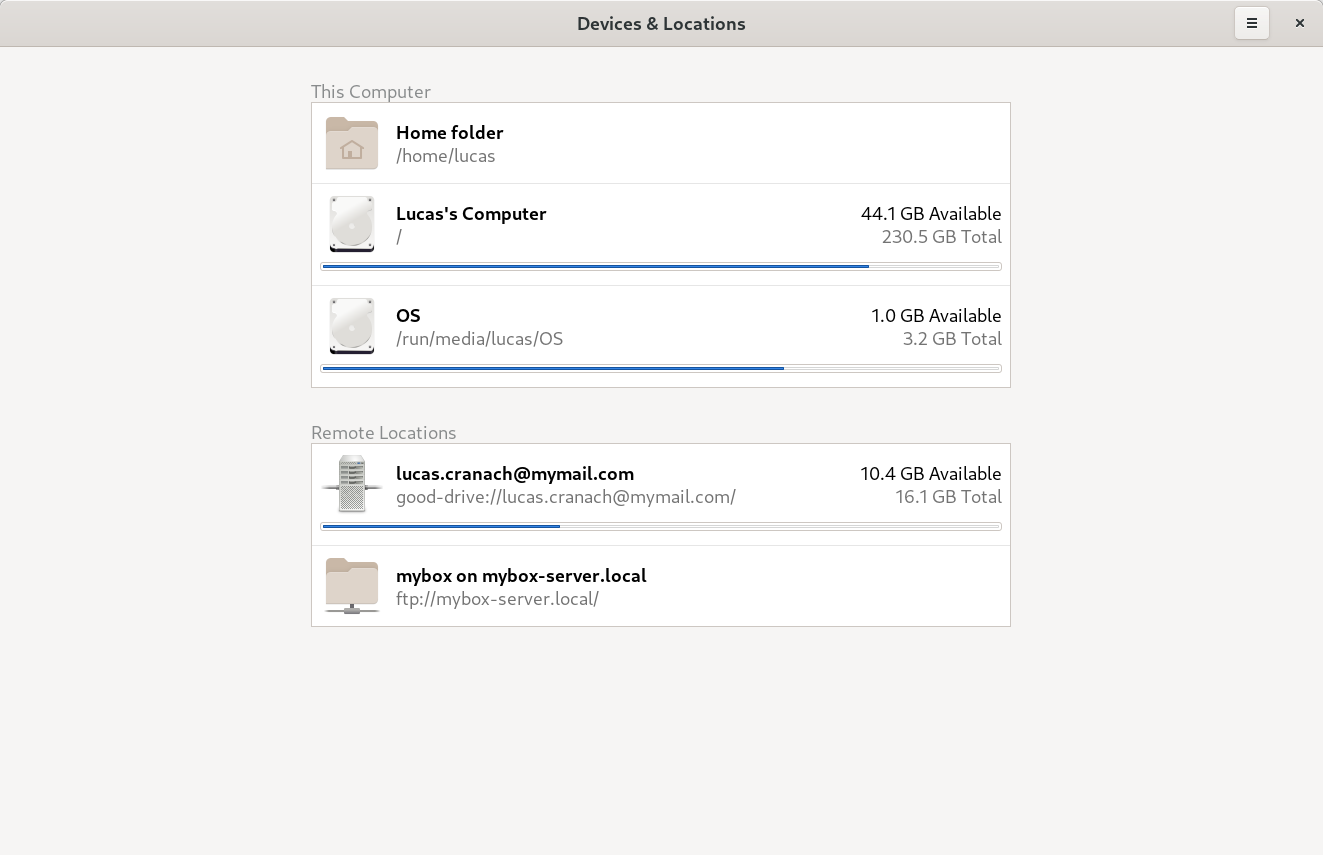 Devices & Locations
This Computer
Home folder
/home/lucas
Lucas's Computer
44.1 GB Available
/
230.5 GB Total
OS
1.0 GB Available
/run/media/lucas/OS
3.2 GB Total
Remote Locations
lucas.cranach@mymail.com
10.4 GB Available
good-drive://lucas.cranach@mymail.com/
16.1 GB Total
mybox on mybox-server.local
ftp://mybox-server.local/